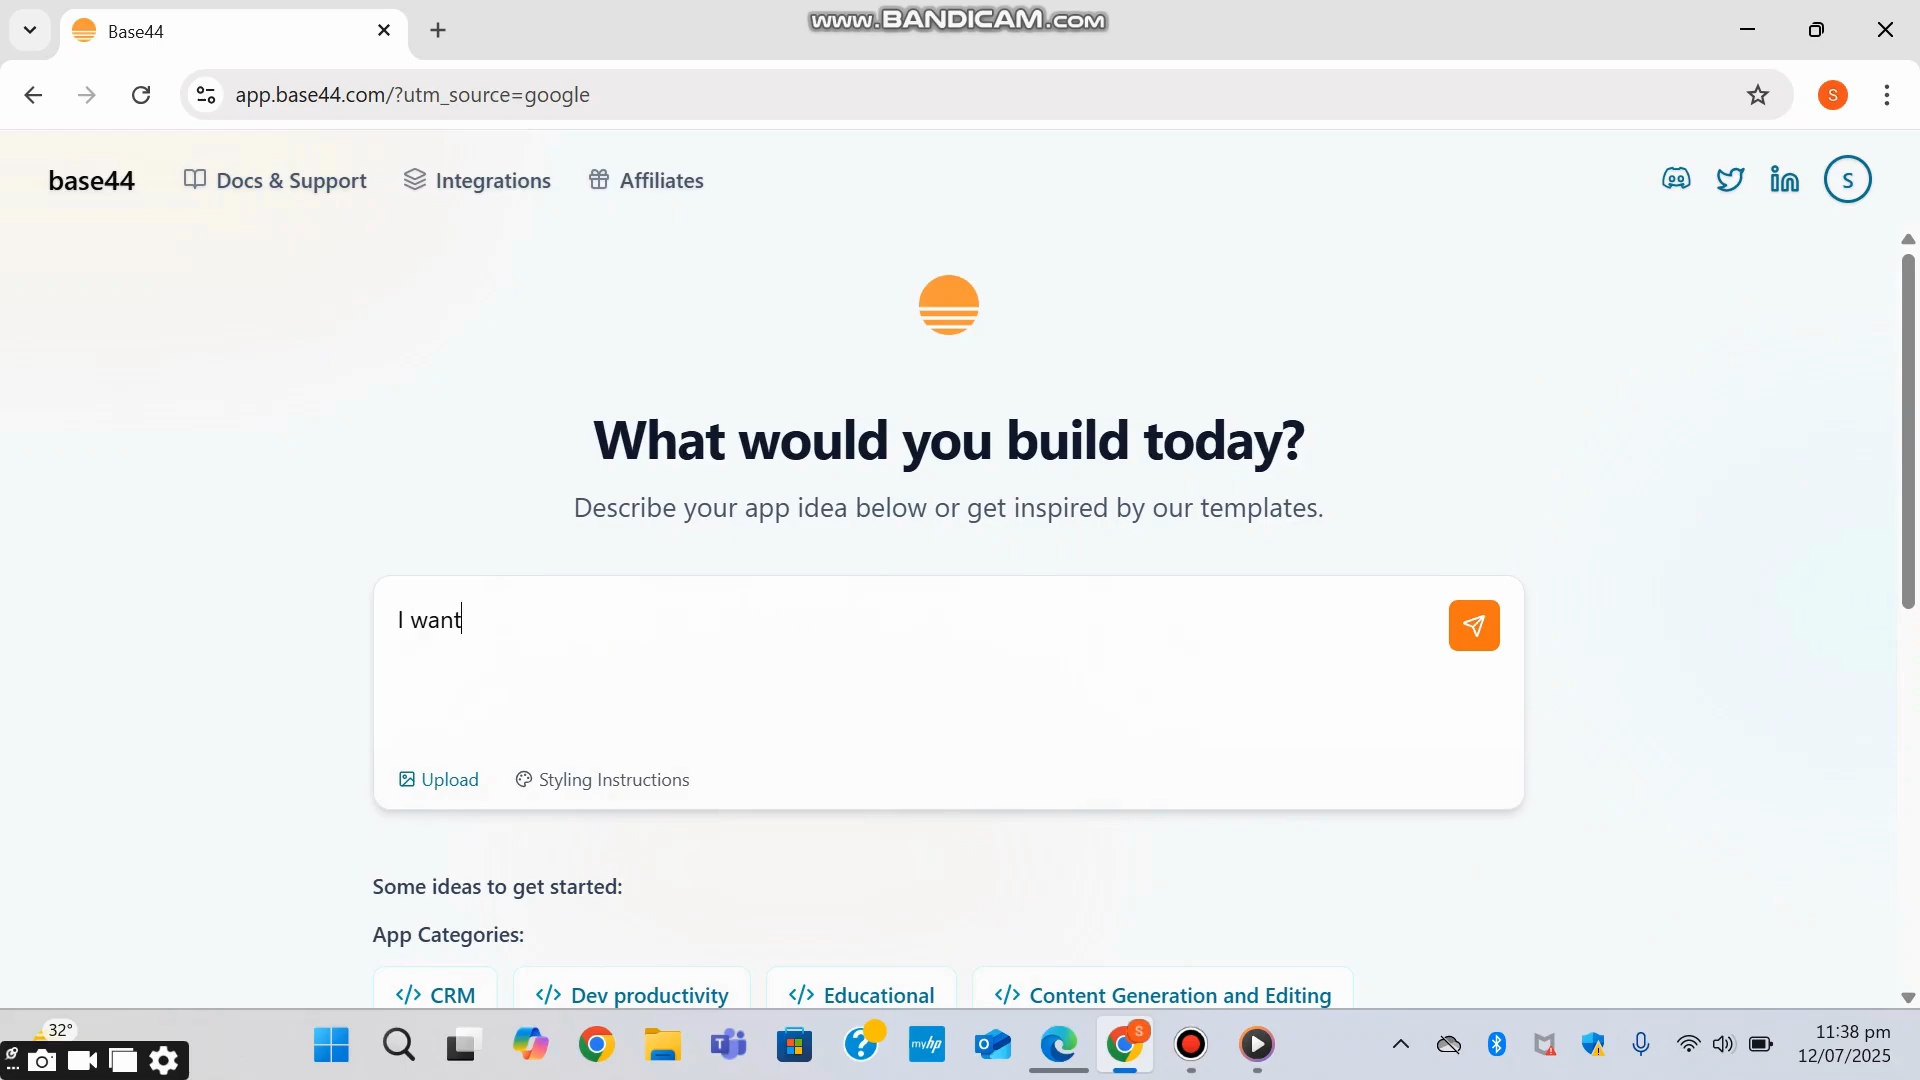 Base44
www.BANDICAM.com
app.base44.com/?utm_source=google
S
base44
Docs & Support
Integrations
Affiliates
S
What would you build today?
Describe your app idea below or get inspired by our templates.
I want
Upload
Styling Instructions
Some ideas to get started:
App Categories:
</> CRM
</> Dev productivity
</> Educational
</> Content Generation and Editing
32°
myhp
S
11:38 pm
12/07/2025